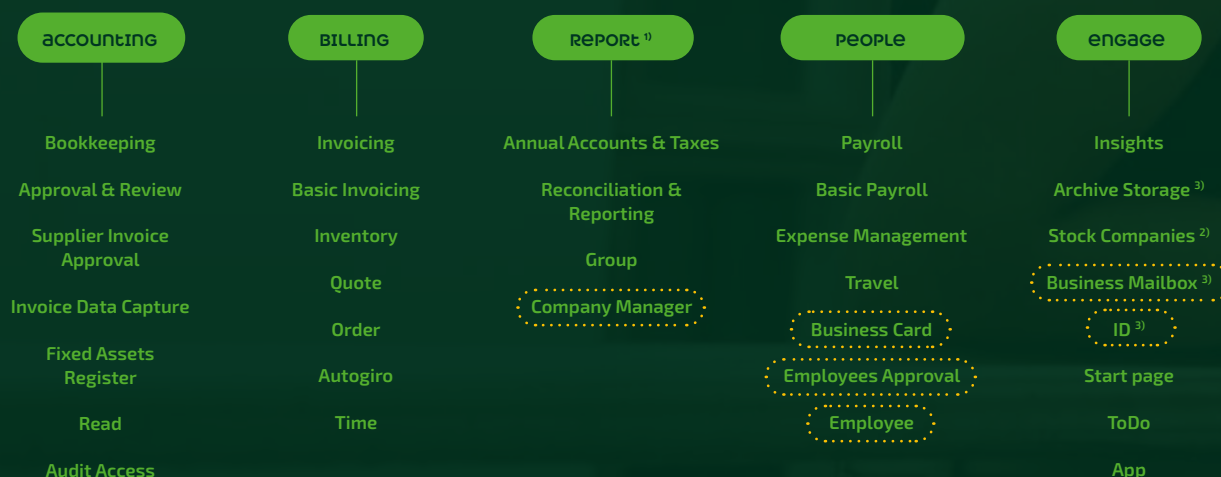 accounting
Bookkeeping
Approval & Review
Supplier Invoice
Approval
Invoice Data Capture
Fixed Assets
Register
Read
Audit Access
BILLING
Invoicing
Basic Invoicing
Inventory
Quote
Order
Autogiro
Time
Report ¹⁾
Annual Accounts & Taxes
Reconciliation &
Reporting
Group
Company Manager
People
Payroll
Basic Payroll
Expense Management
Travel
Business Card
Employees Approval
Employee
engage
Insights
Archive Storage ³⁾
Stock Companies ²⁾
Business Mailbox ³⁾
ID ³⁾
Start page
ToDo
App